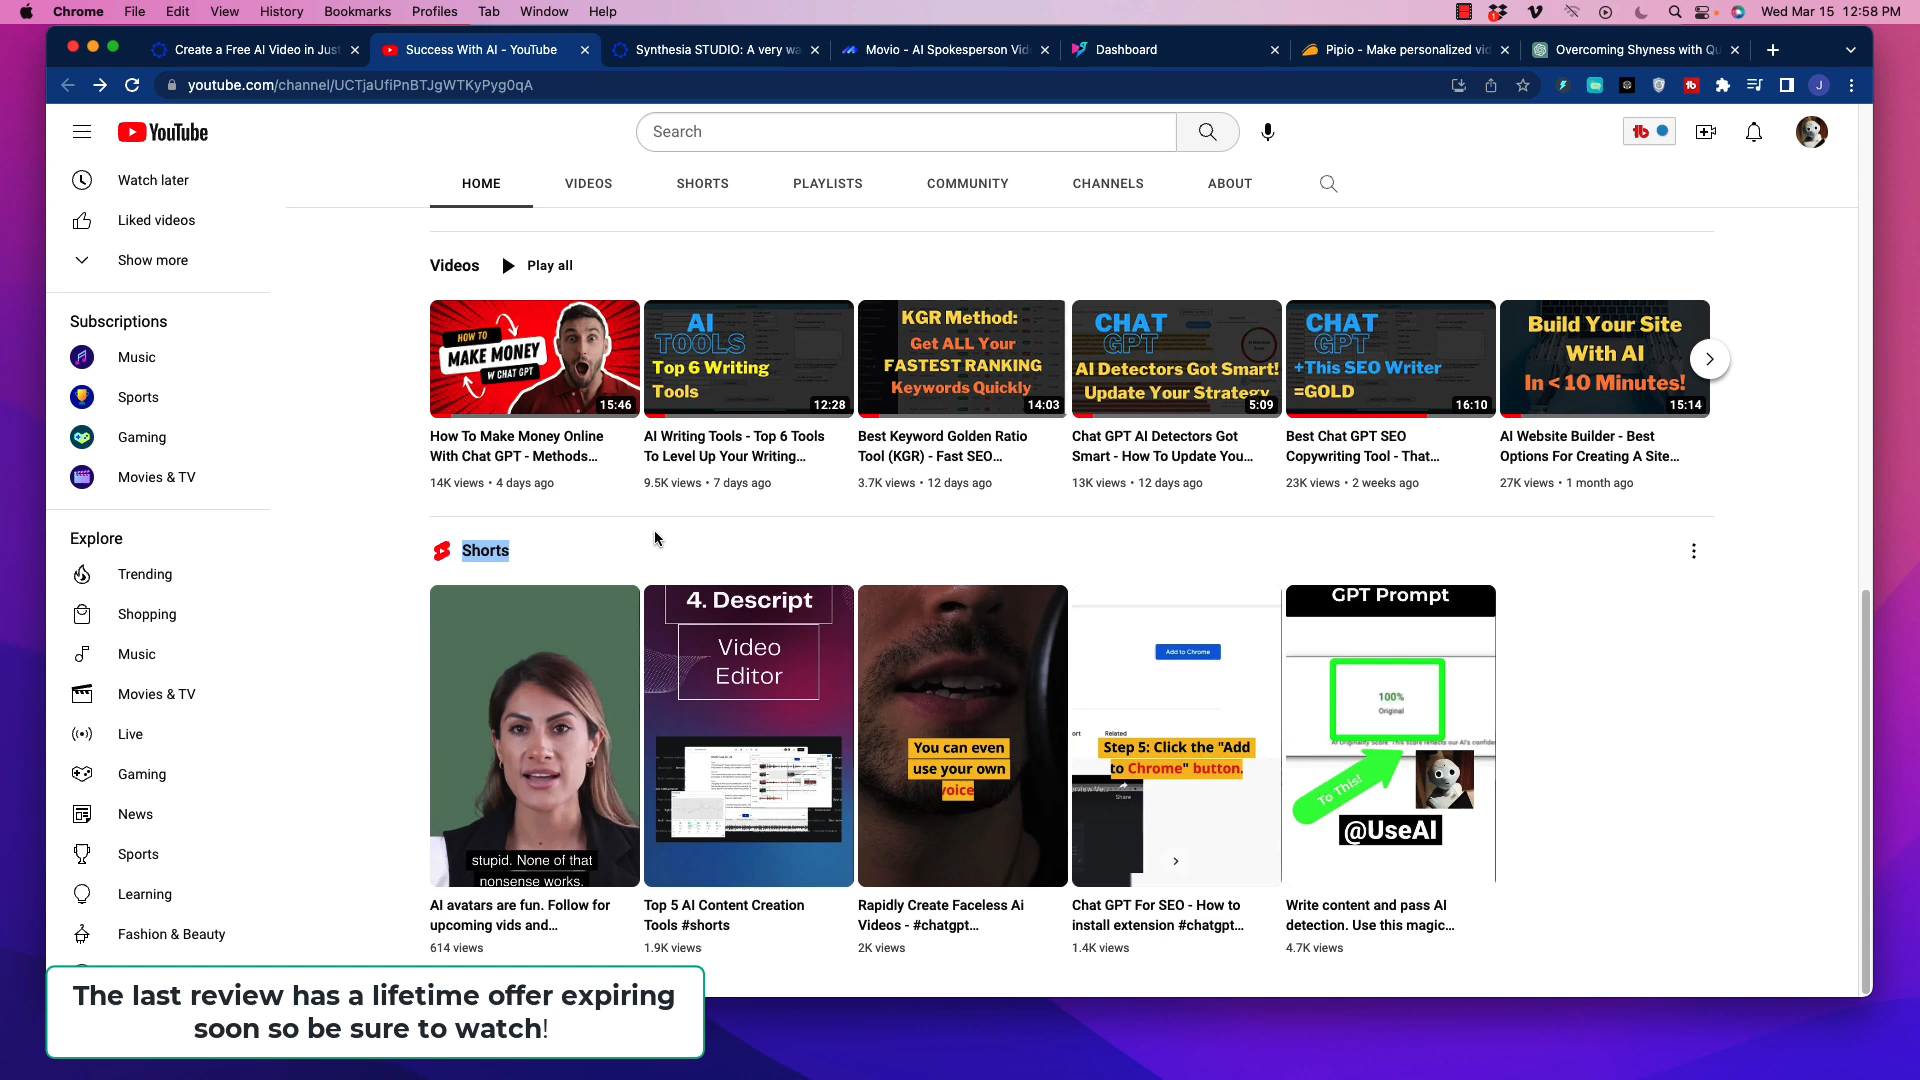 Chrome File Edit View History Bookmarks Profiles Tab Window Help
Wed Mar 15 12:58 PM
Create a Free AI Video in Just
Success With AI - YouTube
Synthesia STUDIO: A very wa
Movio - AI Spokesperson Vid
Dashboard
Pipio - Make personalized vid
Overcoming Shyness with Qu
youtube.com/channel/UCTjaUfiPnBTJgWTKyPyg0qA
YouTube
Search
Watch later
Liked videos
Show more
Subscriptions
Music
Sports
Gaming
Movies & TV
Explore
Trending
Shopping
Music
Movies & TV
Live
Gaming
News
Sports
Learning
Fashion & Beauty
HOME VIDEOS SHORTS PLAYLISTS COMMUNITY CHANNELS ABOUT
Videos Play all
HOW TO
MAKE MONEY
W CHAT GPT
15:46
How To Make Money Online
With Chat GPT - Methods...
14K views • 4 days ago
AI
TOOLS
Top 6 Writing
Tools
12:28
AI Writing Tools - Top 6 Tools
To Level Up Your Writing...
9.5K views • 7 days ago
KGR Method:
Get ALL Your
FASTEST RANKING
Keywords Quickly
14:03
Best Keyword Golden Ratio
Tool (KGR) - Fast SEO...
3.7K views • 12 days ago
CHAT
GPT
AI Detectors Got Smart!
Update Your Strategy
5:09
Chat GPT AI Detectors Got
Smart - How To Update You...
13K views • 12 days ago
CHAT
GPT
+This SEO Writer
=GOLD
16:10
Best Chat GPT SEO
Copywriting Tool - That...
23K views • 2 weeks ago
Build Your Site
With AI
In < 10 Minutes!
15:14
AI Website Builder - Best
Options For Creating A Site...
27K views • 1 month ago
Shorts
stupid. None of that
nonsense works.
AI avatars are fun. Follow for
upcoming vids and...
614 views
4. Descript
Video
Editor
Top 5 AI Content Creation
Tools #shorts
1.9K views
You can even
use your own
voice
Rapidly Create Faceless Ai
Videos - #chatgpt...
2K views
Add to Chrome
Related
Step 5: Click the "Add
to Chrome" button.
Share
Chat GPT For SEO - How to
install extension #chatgpt...
1.4K views
GPT Prompt
100%
Original
To This!
@UseAI
Write content and pass AI
detection. Use this magic...
4.7K views
The last review has a lifetime offer expiring
soon so be sure to watch!